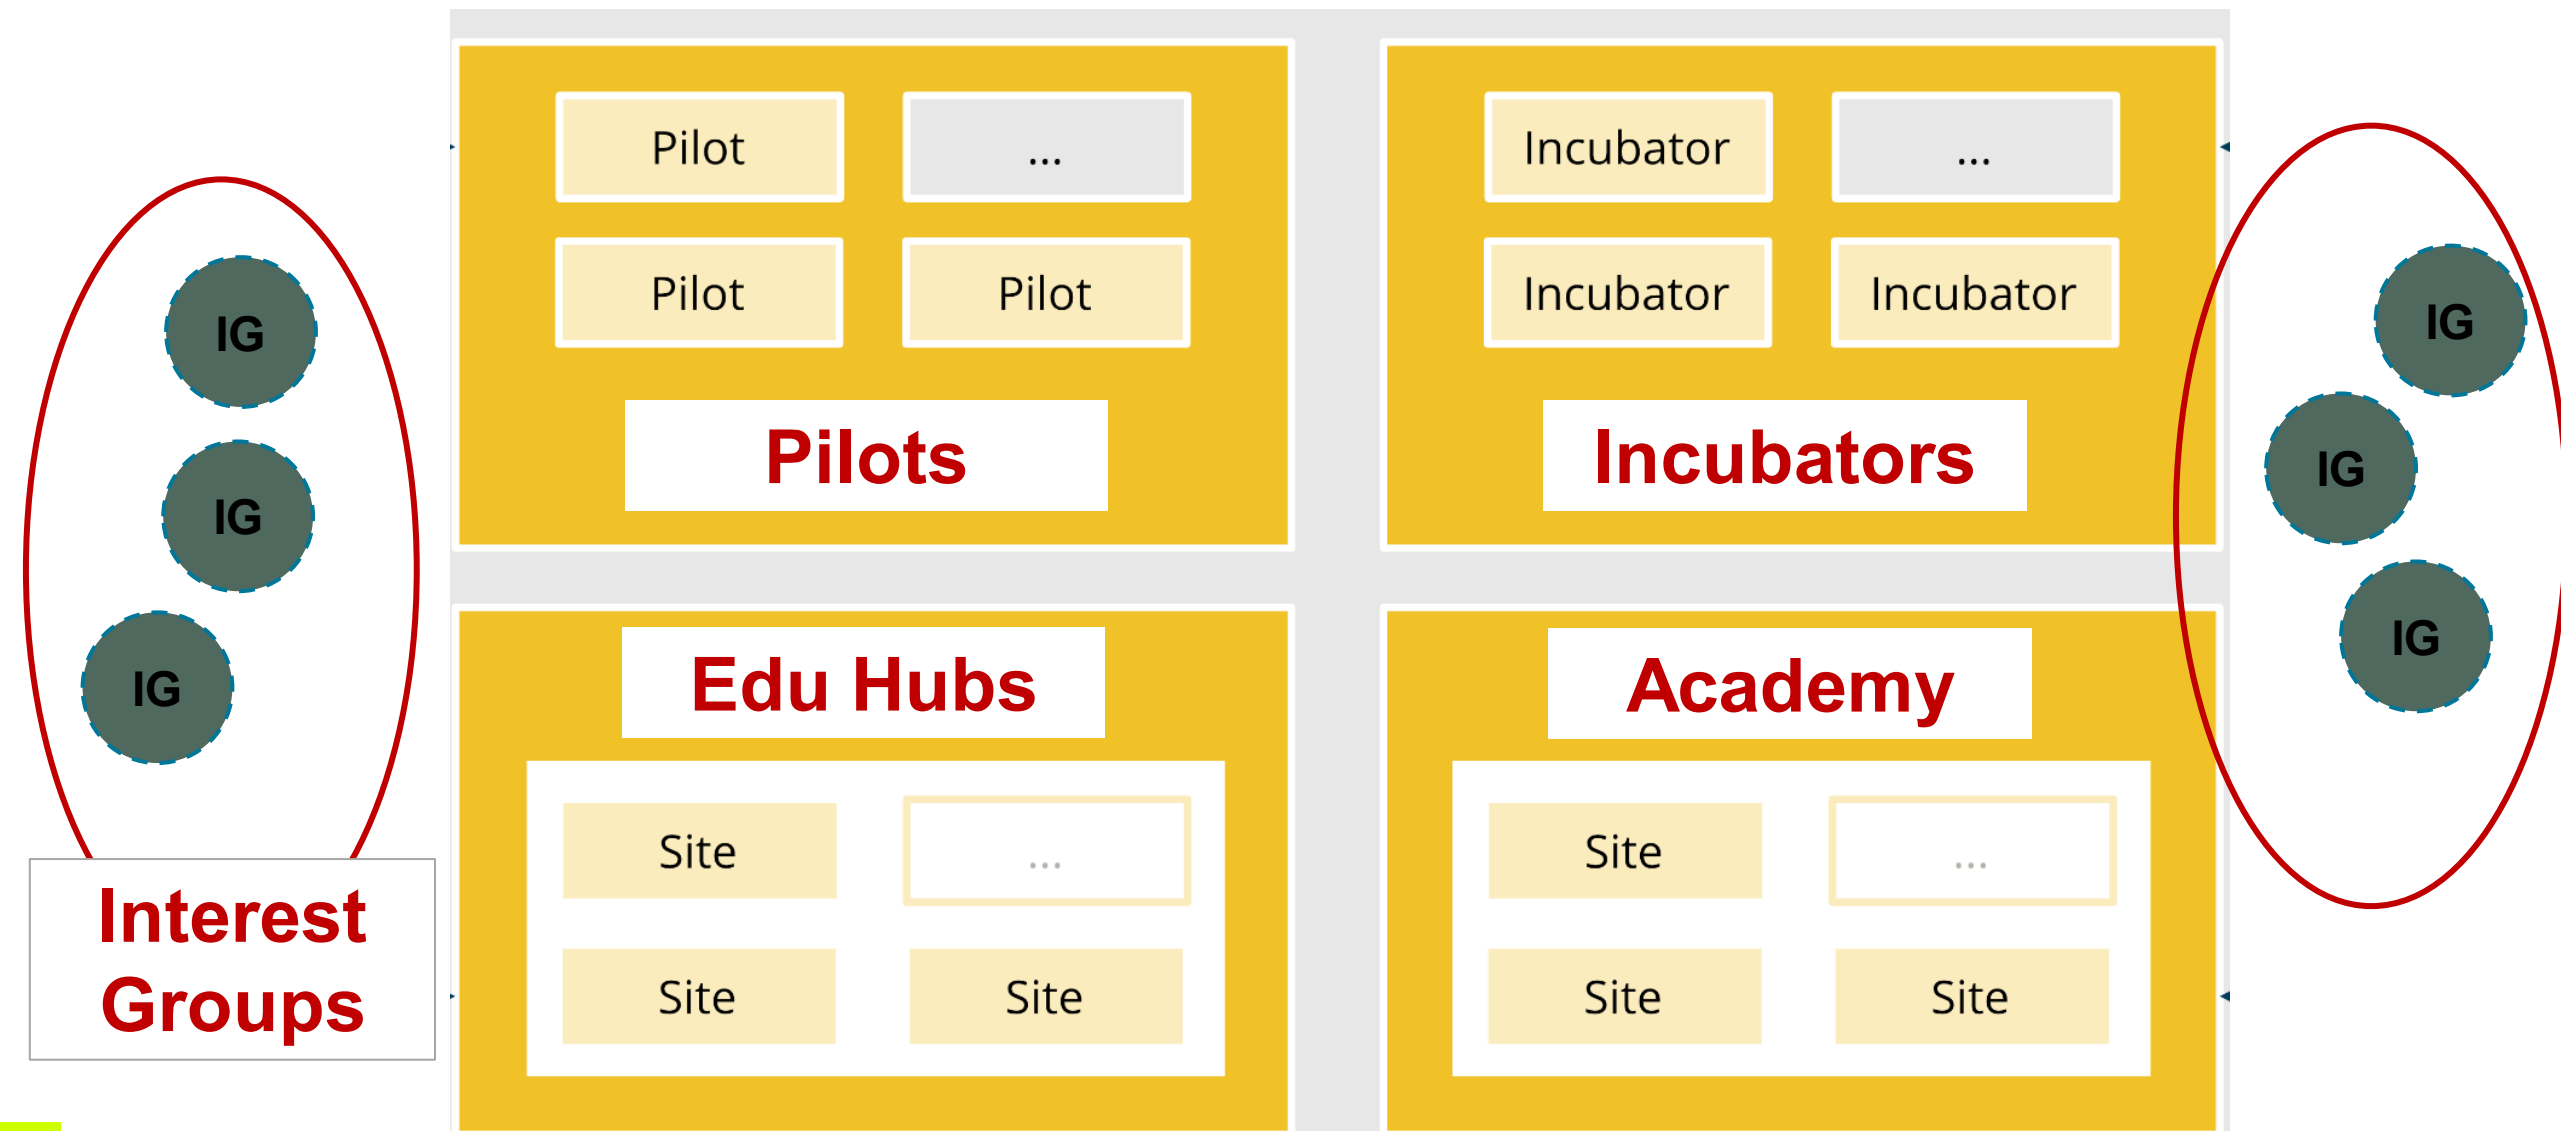 IG
IG
IG
Interest
Groups
Pilot
...
Pilot
Pilot
Pilots
Incubator
...
Incubator
Incubator
Incubators
Edu Hubs
Site
...
Site
Site
Academy
Site
...
Site
Site
IG
IG
IG